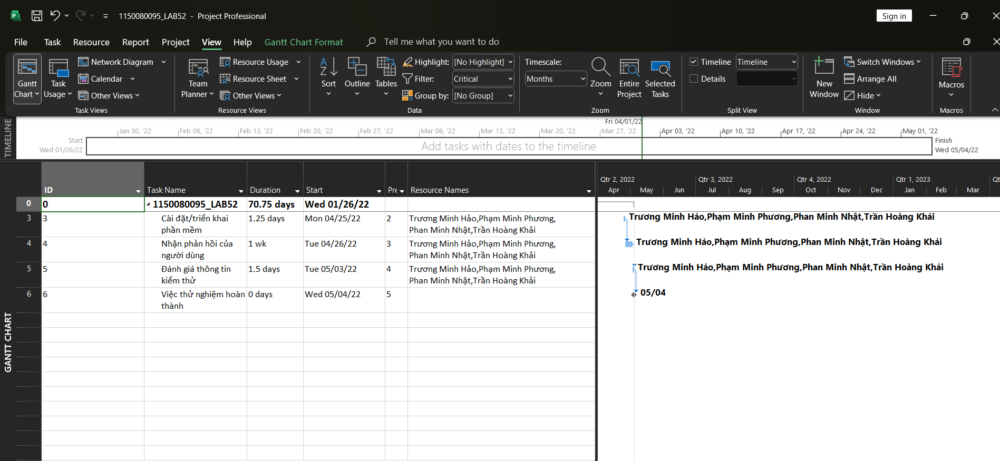 1150080095_LAB52 - Project Professional
Sign in
File Task Resource Report Project View Help Gantt Chart Format Tell me what you want to do
Gantt Chart
Task Usage
Network Diagram
Calendar
Other Views
Task Views
Team Planner
Resource Usage
Resource Sheet
Other Views
Resource Views
Sort
Outline
Tables
Highlight: [No Highlight]
Filter: Critical
Group by: [No Group]
Data
Timescale:
Months
Zoom
Entire Project
Selected Tasks
Zoom
Timeline Timeline
Details
Split View
New Window
Switch Windows
Arrange All
Hide
Window
Macros
Macros
TIMELINE
Fri 04/01/22
Jan 30, '22 Feb 06, '22 Feb 13, '22 Feb 20, '22 Feb 27, '22 Mar 06, '22 Mar 13, '22 Mar 20, '22 Mar 27, '22 Apr 03, '22 Apr 10, '22 Apr 17, '22 Apr 24, '22 May 01, '22
Start
Wed 01/26/22
Add tasks with dates to the timeline
Finish
Wed 05/04/22
GANTT CHART
ID Task Name Duration Start Pre Resource Names
Qtr 2, 2022 Qtr 3, 2022 Qtr 4, 2022 Qtr 1, 2023 Qt
Apr May Jun Jul Aug Sep Oct Nov Dec Jan Feb Mar
0 0 1150080095_LAB52 70.75 days Wed 01/26/22
3 3 Cài đặt/triển khai 1.25 days Mon 04/25/22 2 Trương Minh Hảo,Phạm Minh Phương,
phần mềm Phan Minh Nhật,Trần Hoàng Khải
Trương Minh Hảo,Phạm Minh Phương,Phan Minh Nhật,Trần Hoàng Khải
4 4 Nhận phản hồi của 1 wk Tue 04/26/22 3 Trương Minh Hảo,Phạm Minh Phương,
người dùng Phan Minh Nhật,Trần Hoàng Khải
Trương Minh Hảo,Phạm Minh Phương,Phan Minh Nhật,Trần Hoàng Khải
5 5 Đánh giá thông tin 1.5 days Tue 05/03/22 4 Trương Minh Hảo,Phạm Minh Phương,
kiểm thử Phan Minh Nhật,Trần Hoàng Khải
Trương Minh Hảo,Phạm Minh Phương,Phan Minh Nhật,Trần Hoàng Khải
6 6 Việc thử nghiệm hoàn 0 days Wed 05/04/22 5
thành
05/04